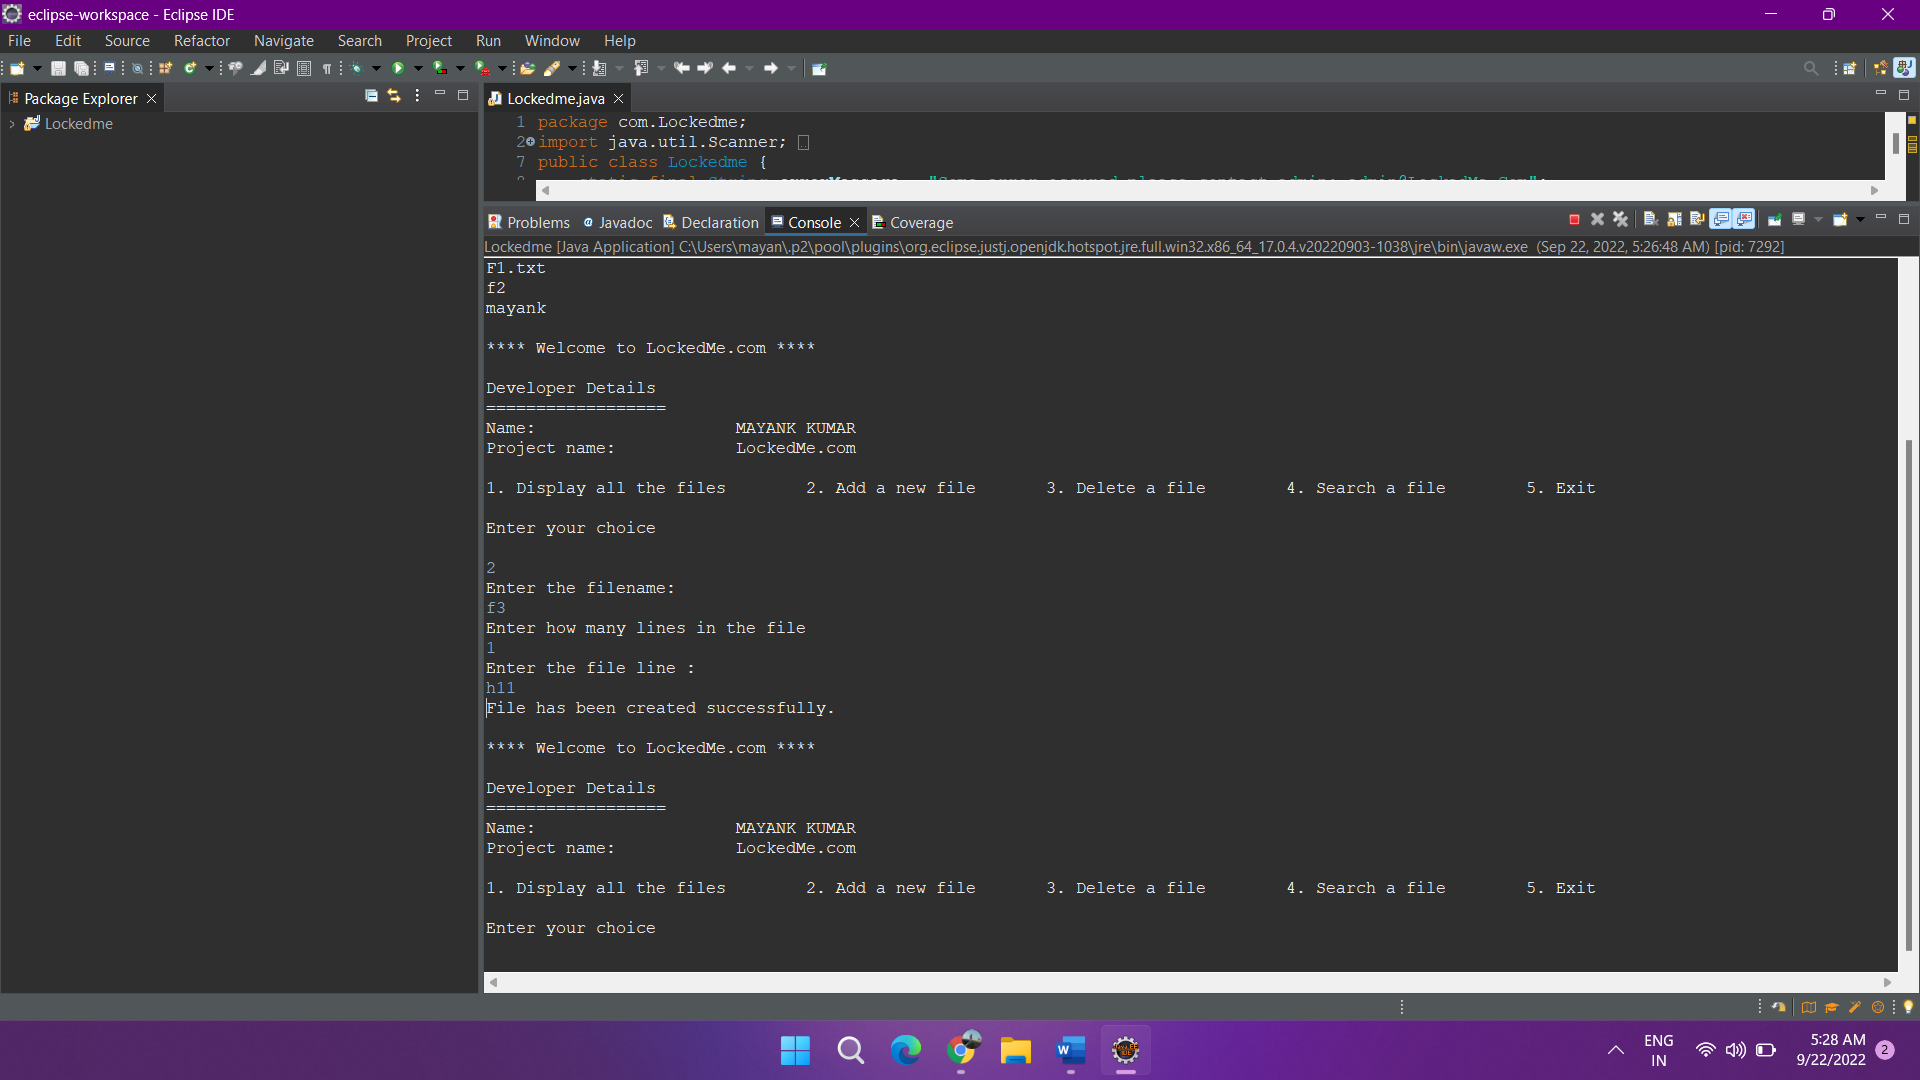 eclipse-workspace - Eclipse IDE
File Edit Source Refactor Navigate Search Project Run Window Help
Package Explorer
Lockedme
Lockedme.java
1 package com.Lockedme;
2 import java.util.Scanner;
7 public class Lockedme {
Problems Javadoc Declaration Console Coverage
Lockedme [Java Application] C:\Users\mayan\.p2\pool\plugins\org.eclipse.justj.openjdk.hotspot.jre.full.win32.x86_64_17.0.4.v20220903-1038\jre\bin\javaw.exe (Sep 22, 2022, 5:26:48 AM) [pid: 7292]
F1.txt
f2
mayank
**** Welcome to LockedMe.com ****
Developer Details
==================
Name: MAYANK KUMAR
Project name: LockedMe.com
1. Display all the files 2. Add a new file 3. Delete a file 4. Search a file 5. Exit
Enter your choice
2
Enter the filename:
f3
Enter how many lines in the file
1
Enter the file line :
h11
File has been created successfully.
**** Welcome to LockedMe.com ****
Developer Details
==================
Name: MAYANK KUMAR
Project name: LockedMe.com
1. Display all the files 2. Add a new file 3. Delete a file 4. Search a file 5. Exit
Enter your choice
ENG
IN
5:28 AM
9/22/2022
2